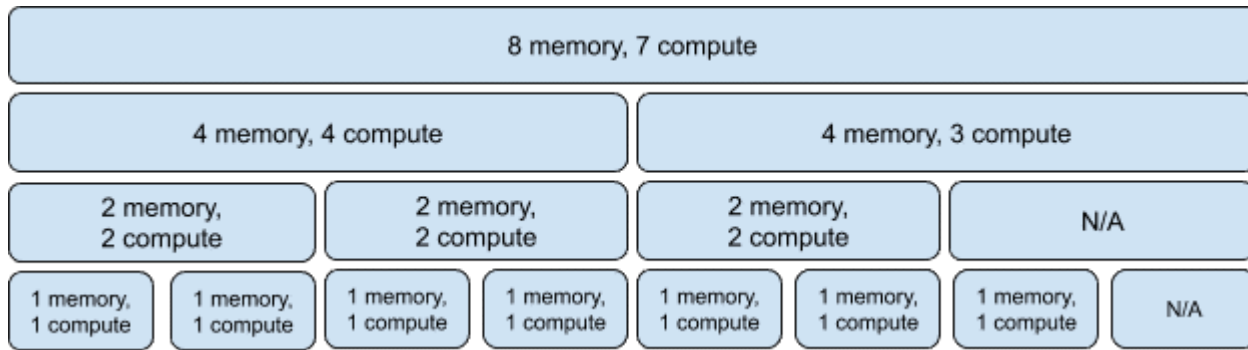 8 memory, 7 compute
4 memory, 4 compute
4 memory, 3 compute
2 memory,
2 compute
2 memory,
2 compute
2 memory,
2 compute
N/A
1 memory,
1 compute
1 memory,
1 compute
1 memory,
1 compute
1 memory,
1 compute
1 memory,
1 compute
1 memory,
1 compute
1 memory,
1 compute
N/A